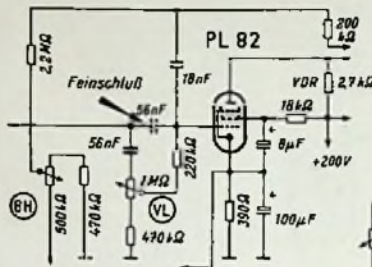 200
kΩ
PL 82
2,2MΩ
18nF
Feinschluß
VDR
2,7kΩ
56nF
18kΩ
56nF
220kΩ
8µF
+200V
1MΩ
BH
VL
500kΩ
470kΩ
390Ω
100µF
470kΩ
+
+